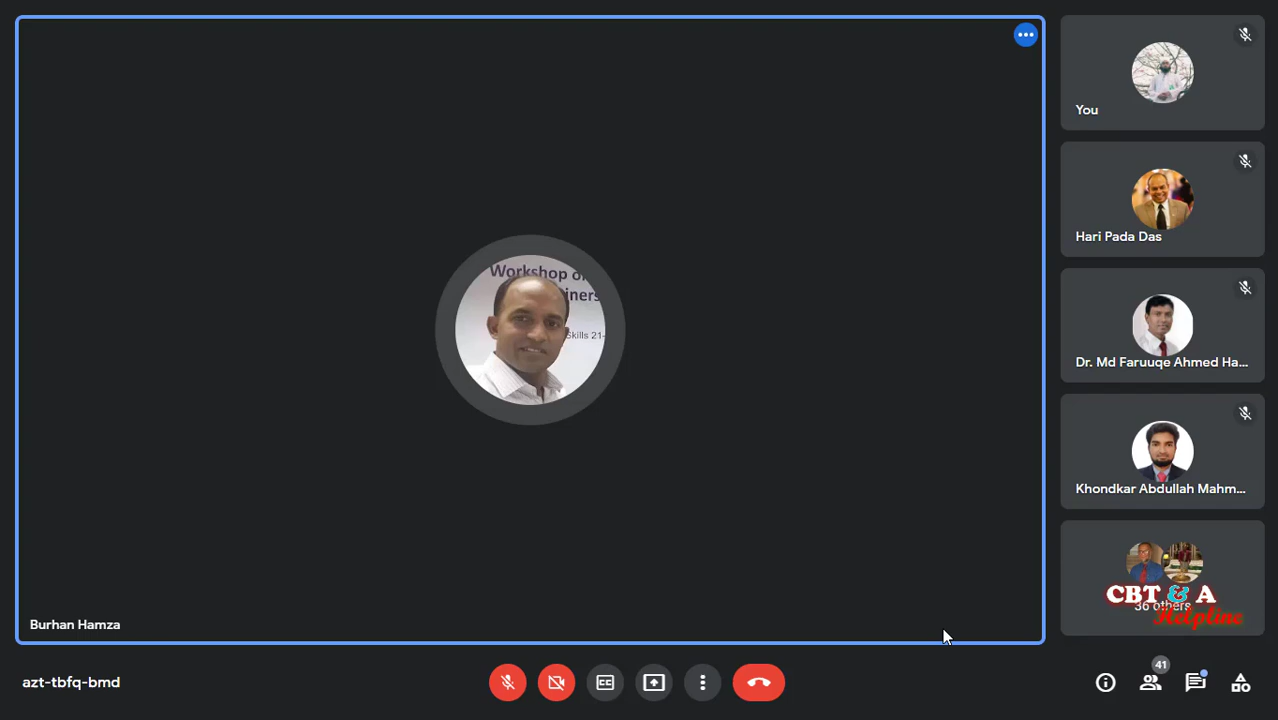 Workshop o
iners
Skills 21-
Burhan Hamza
You
Hari Pada Das
Dr. Md Faruuqe Ahmed Ha...
Khondkar Abdullah Mahm...
36 others
CBT & A
Helpline
azt-tbfq-bmd
CC
41